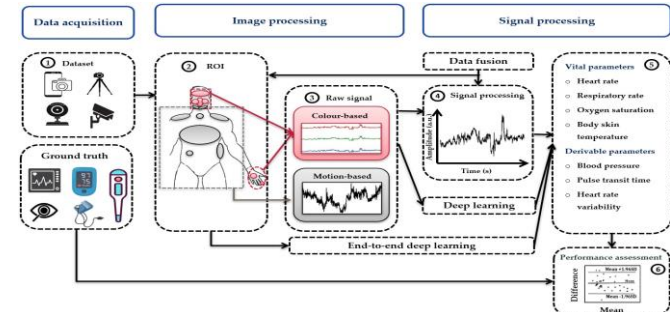 Data acquisition
Image processing
Signal processing
1 Dataset
Ground truth
2 ROI
3 Raw signal
Colour-based
Motion-based
Data fusion
4 Signal processing
Amplitude (a.u.)
Time (s)
Deep learning
End-to-end deep learning
Vital parameters 5
Heart rate
Respiratory rate
Oxygen saturation
Body skin
temperature
Derivable parameters
Blood pressure
Pulse transit time
Heart rate
variability
Performance assessment
6
Difference
Mean +1.96SD
Mean
Mean -1.96SD
Mean